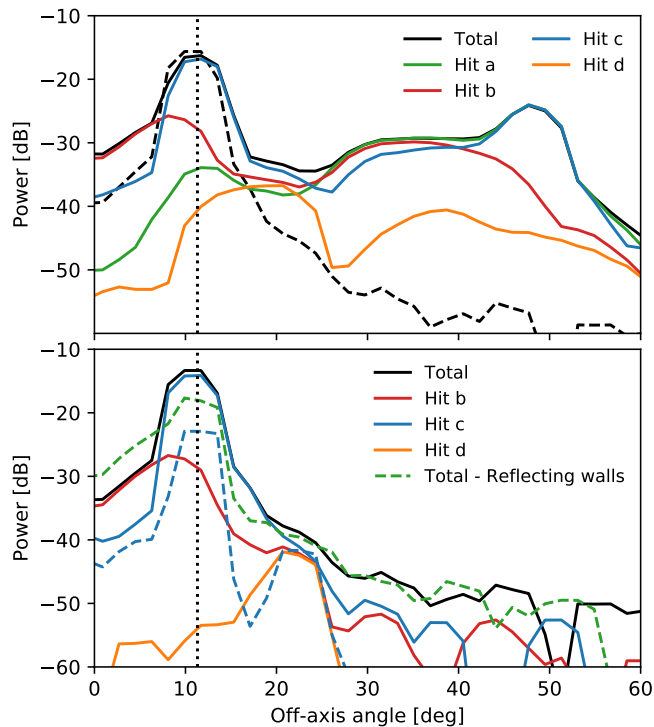 −10
−20
−30
−40
−50
Power [dB]
Total
Hit a
Hit b
Hit c
Hit d
−10
−20
−30
−40
−50
−60
Power [dB]
Total
Hit b
Hit c
Hit d
Total - Reflecting walls
0 10 20 30 40 50 60
Off-axis angle [deg]